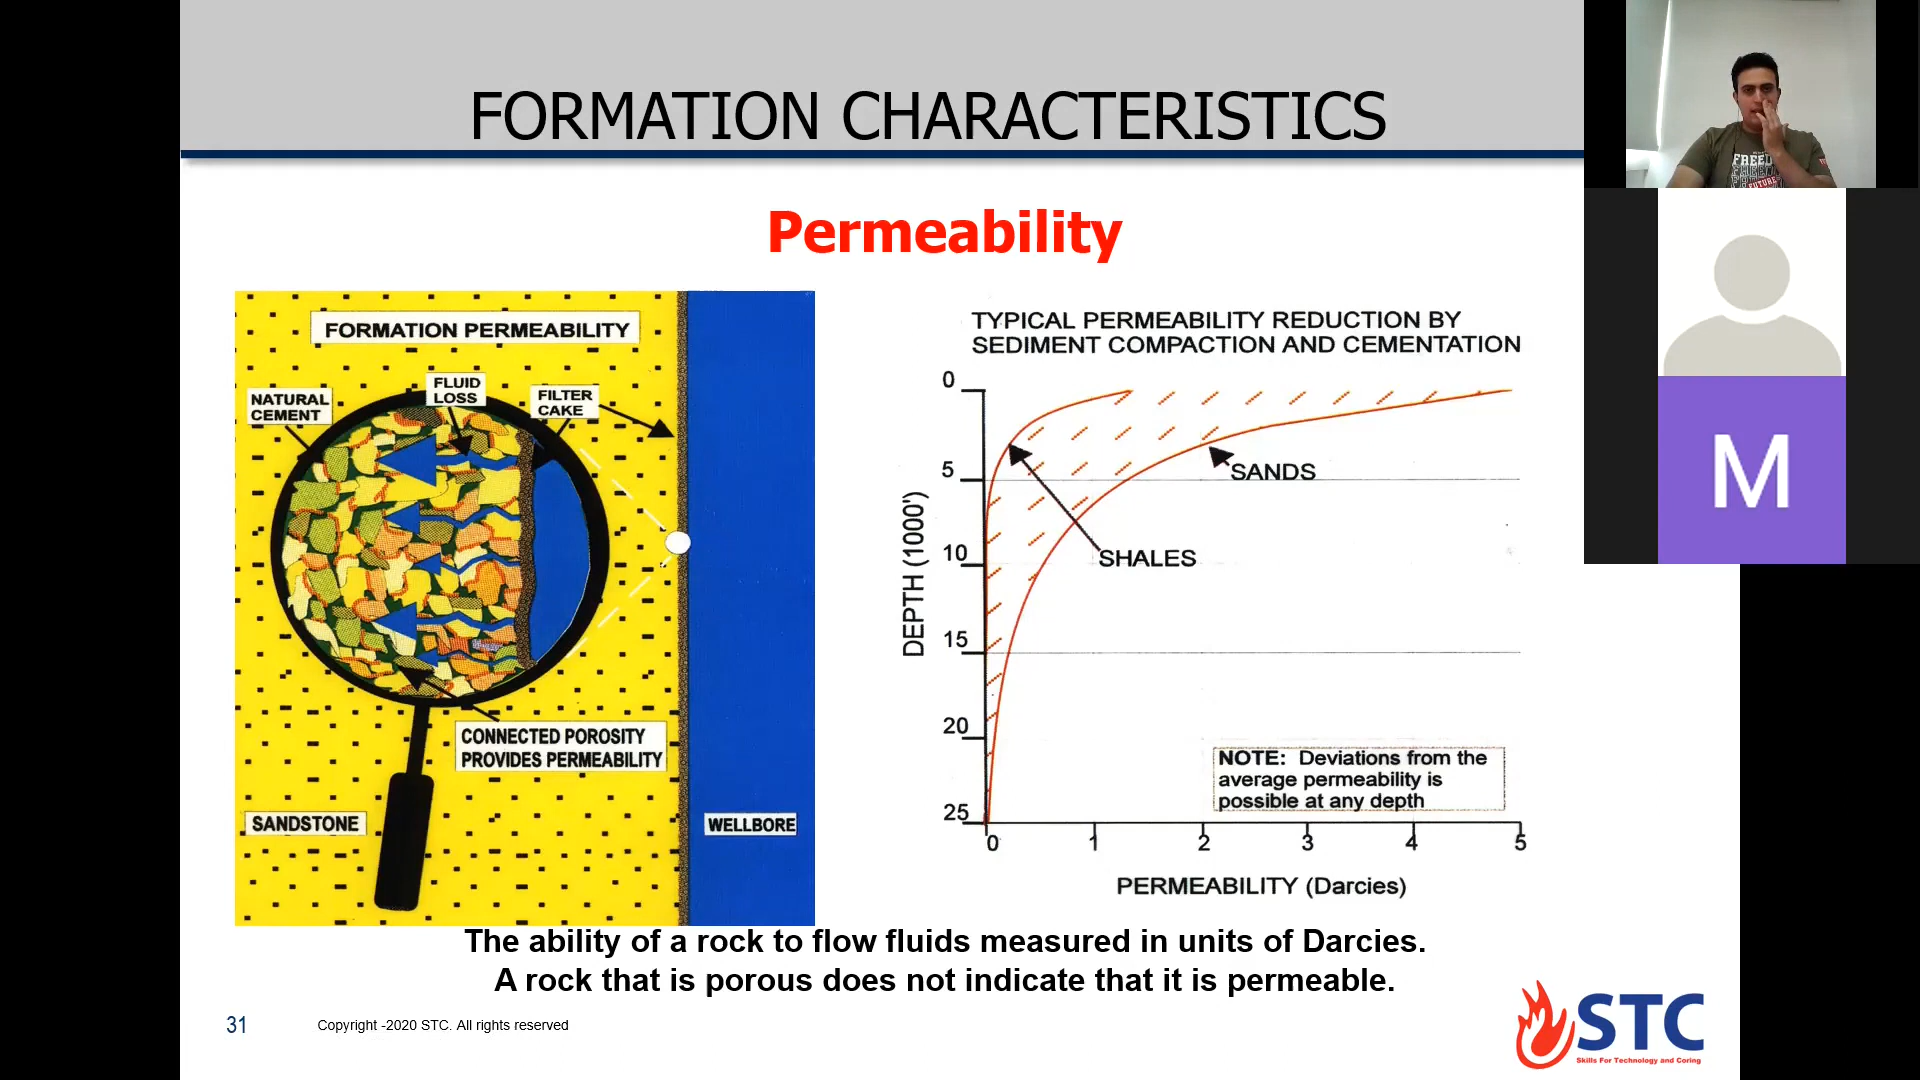 FORMATION CHARACTERISTICS
Permeability
FORMATION PERMEABILITY
NATURAL
CEMENT
FLUID
LOSS
FILTER
CAKE
CONNECTED POROSITY
PROVIDES PERMEABILITY
SANDSTONE
WELLBORE
TYPICAL PERMEABILITY REDUCTION BY
SEDIMENT COMPACTION AND CEMENTATION
DEPTH (1000')
0
5
10
15
20
25
SANDS
SHALES
NOTE: Deviations from the
average permeability is
possible at any depth
0 1 2 3 4 5
PERMEABILITY (Darcies)
The ability of a rock to flow fluids measured in units of Darcies.
A rock that is porous does not indicate that it is permeable.
31
Copyright -2020 STC. All rights reserved
STC
Skills For Technology and Coring
M
FUTURE